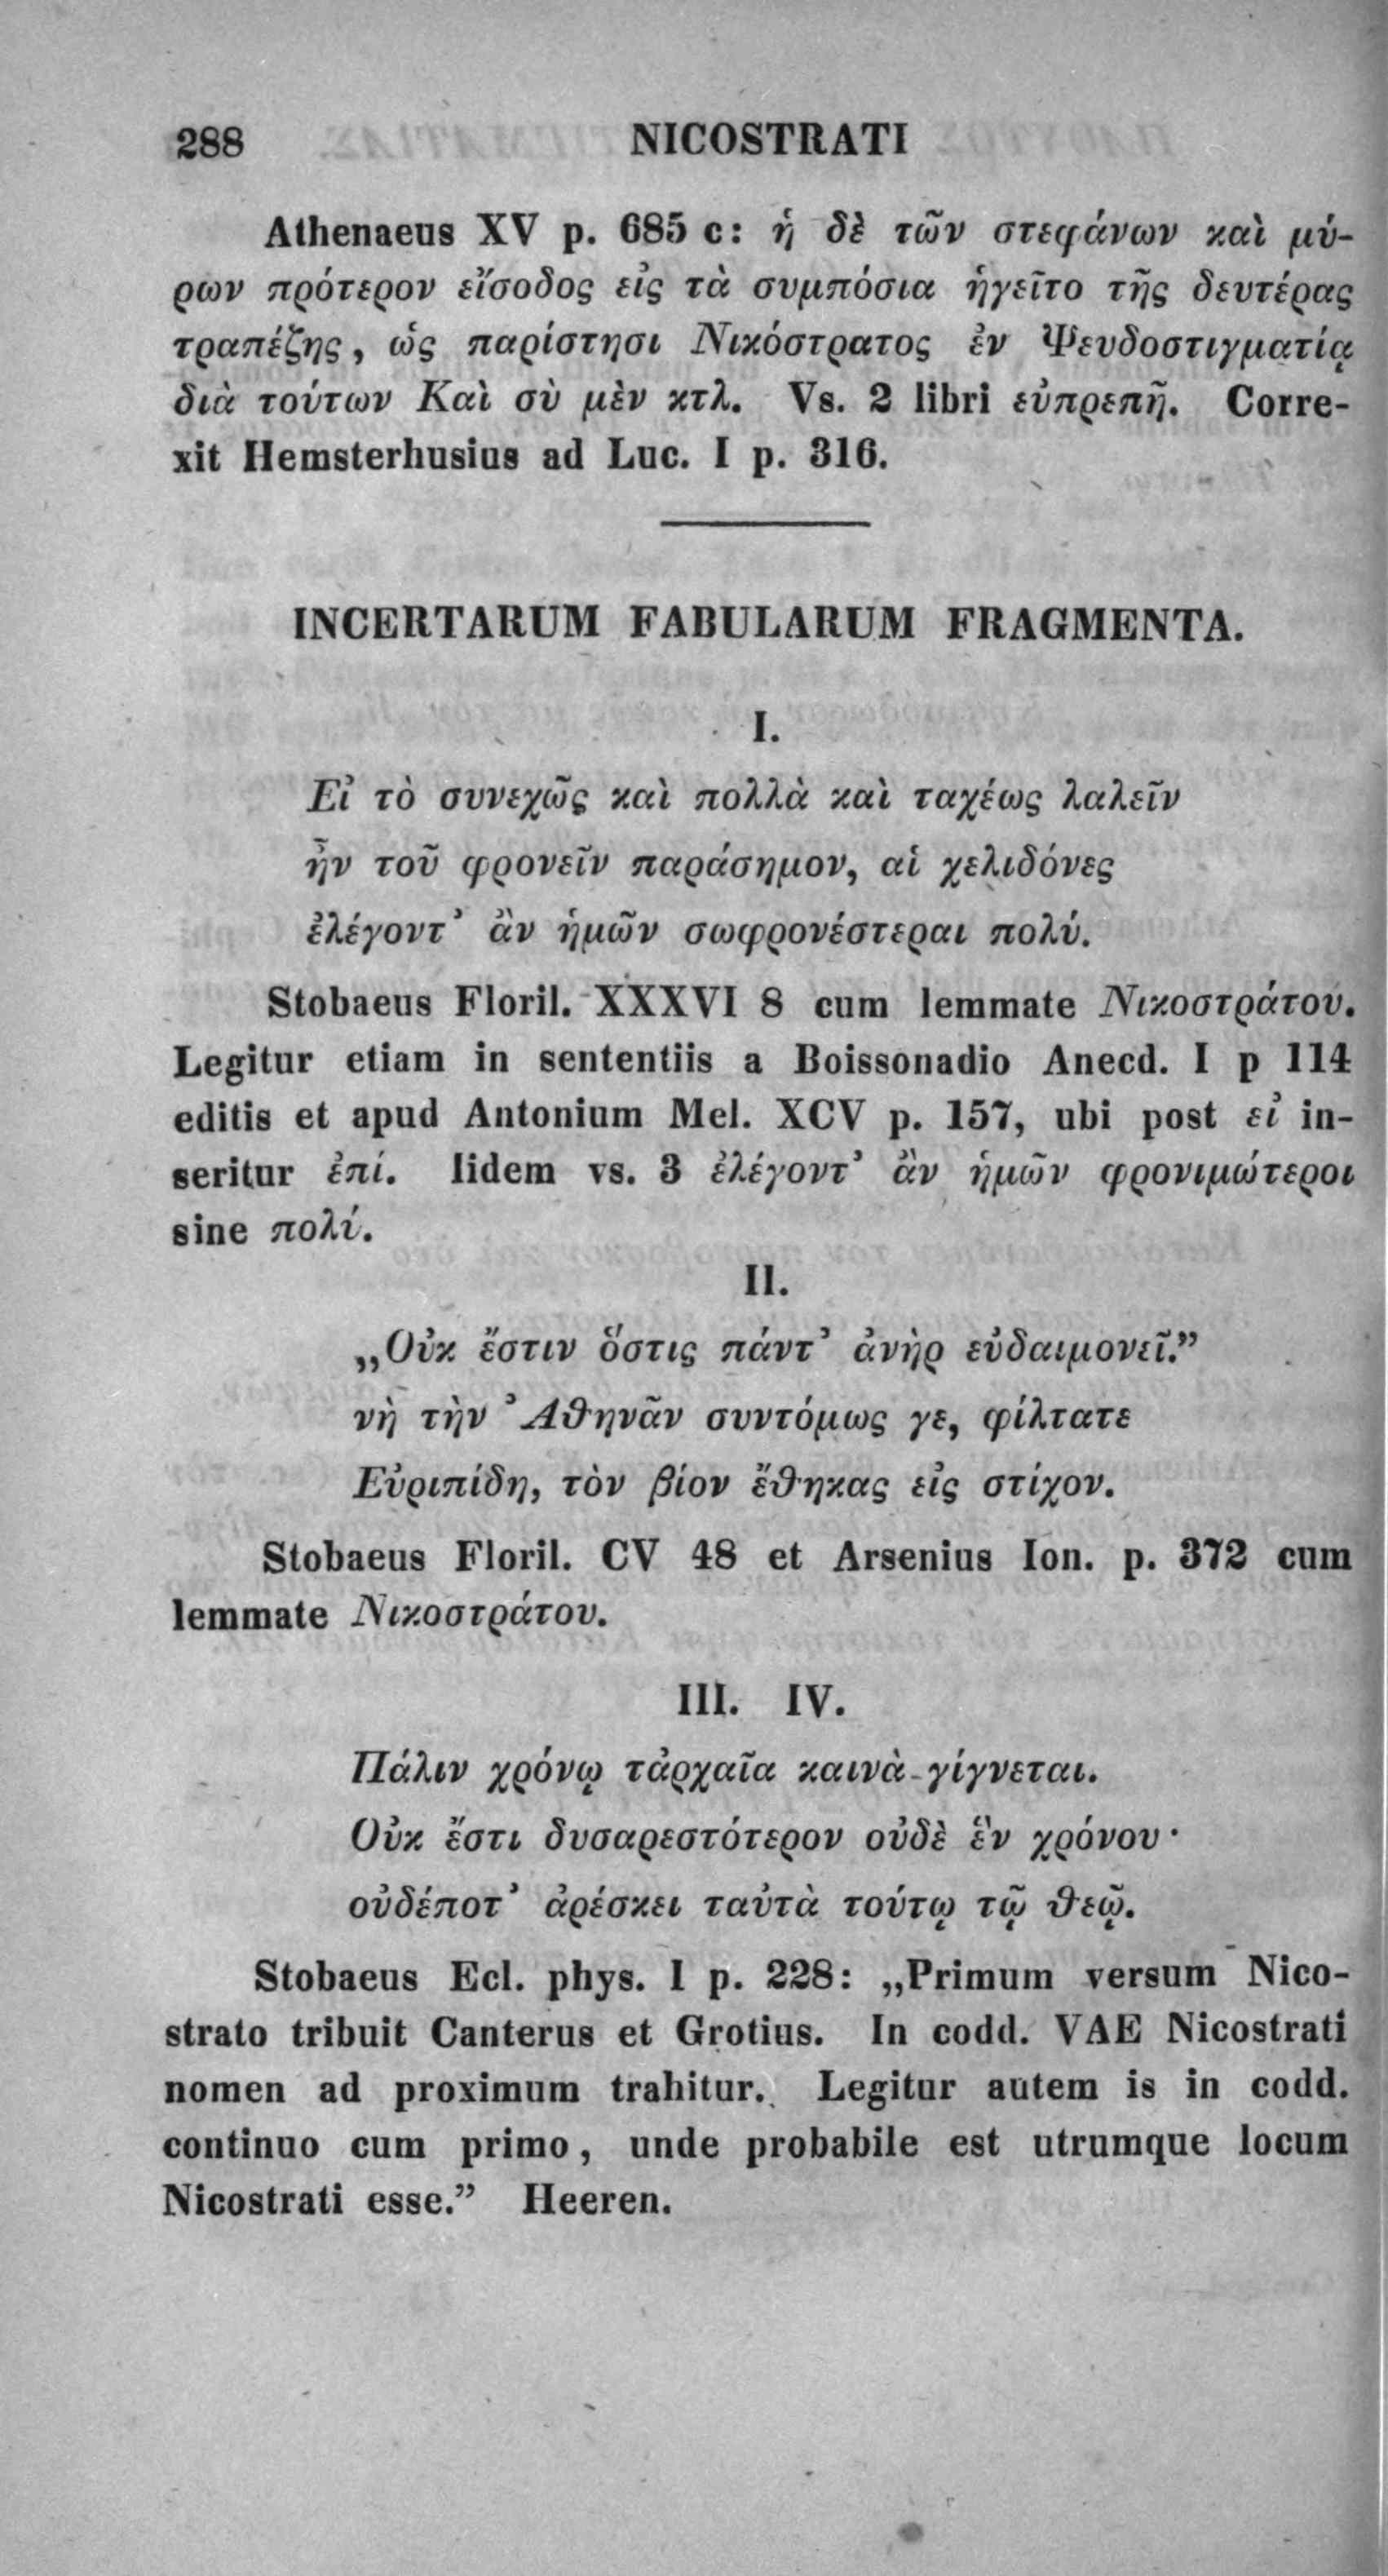 288 NICOSTRATI
Athenaeus XV p. 685 c: ἡ δὲ τῶν στεφάνων καὶ μύ-
ρων πρότερον εἴσοδος εἰς τὰ συμπόσια ἡγεῖτο τῆς δευτέρας
τραπέζης, ὡς παρίστησι Νικόστρατος ἐν Ψευδοστιγματίᾳ
διὰ τούτων Καὶ σὺ μὲν κτλ. Vs. 2 libri εὐπρεπῆ. Corre-
xit Hemsterhusius ad Luc. I p. 316.
INCERTARUM FABULARUM FRAGMENTA.
I.
Εἰ τὸ συνεχῶς καὶ πολλὰ καὶ ταχέως λαλεῖν
ἦν τοῦ φρονεῖν παράσημον, αἱ χελιδόνες
ἐλέγοντ᾽ ἂν ἡμῶν σωφρονέστεραι πολύ.
Stobaeus Floril. XXXVI 8 cum lemmate Νικοστράτου.
Legitur etiam in sententiis a Boissonadio Anecd. I p 114
editis et apud Antonium Mel. XCV p. 157, ubi post εἰ in-
seritur ἐπί. Iidem vs. 3 ἐλέγοντ᾽ ἂν ἡμῶν φρονιμώτεροι
sine πολύ.
II.
„Οὐκ ἔστιν ὅστις πάντ᾽ ἀνὴρ εὐδαιμονεῖ.”
νὴ τὴν Ἀθηνᾶν συντόμως γε, φίλτατε
Εὐριπίδη, τὸν βίον ἔθηκας εἰς στίχον.
Stobaeus Floril. CV 48 et Arsenius Ion. p. 372 cum
lemmate Νικοστράτου.
III. IV.
Πάλιν χρόνῳ τἀρχαῖα καινὰ γίγνεται.
Οὐκ ἔστι δυσαρεστότερον οὐδὲ ἓν χρόνου·
οὐδέποτ᾽ ἀρέσκει ταὐτὰ τούτῳ τῷ θεῷ.
Stobaeus Ecl. phys. I p. 228: „Primum versum Nico-
strato tribuit Canterus et Grotius. In codd. VAE Nicostrati
nomen ad proximum trahitur. Legitur autem is in codd.
continuo cum primo, unde probabile est utrumque locum
Nicostrati esse.” Heeren.